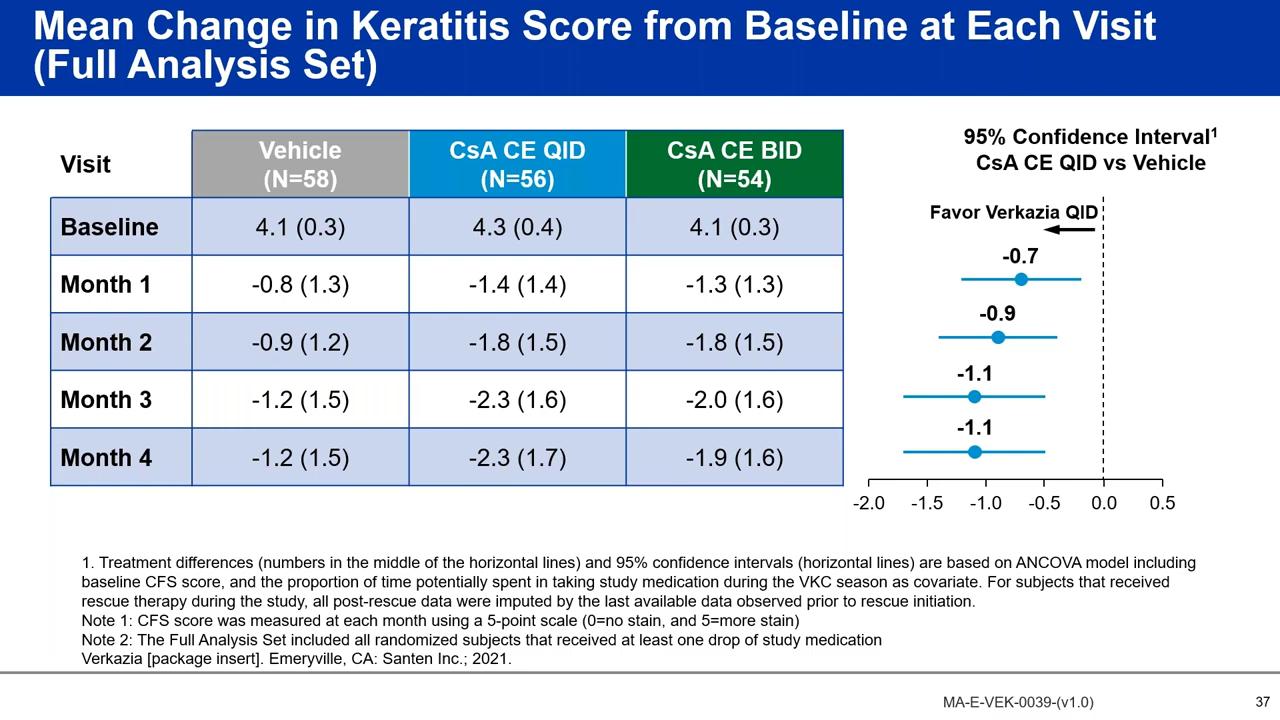 Mean Change in Keratitis Score from Baseline at Each Visit
(Full Analysis Set)
Visit
Vehicle
(N=58)
CsA CE QID
(N=56)
CsA CE BID
(N=54)
Baseline 4.1 (0.3) 4.3 (0.4) 4.1 (0.3)
Month 1 -0.8 (1.3) -1.4 (1.4) -1.3 (1.3)
Month 2 -0.9 (1.2) -1.8 (1.5) -1.8 (1.5)
Month 3 -1.2 (1.5) -2.3 (1.6) -2.0 (1.6)
Month 4 -1.2 (1.5) -2.3 (1.7) -1.9 (1.6)
95% Confidence Interval¹
CsA CE QID vs Vehicle
Favor Verkazia QID
-0.7
-0.9
-1.1
-1.1
-2.0 -1.5 -1.0 -0.5 0.0 0.5
1. Treatment differences (numbers in the middle of the horizontal lines) and 95% confidence intervals (horizontal lines) are based on ANCOVA model including
baseline CFS score, and the proportion of time potentially spent in taking study medication during the VKC season as covariate. For subjects that received
rescue therapy during the study, all post-rescue data were imputed by the last available data observed prior to rescue initiation.
Note 1: CFS score was measured at each month using a 5-point scale (0=no stain, and 5=more stain)
Note 2: The Full Analysis Set included all randomized subjects that received at least one drop of study medication
Verkazia [package insert]. Emeryville, CA: Santen Inc.; 2021.
MA-E-VEK-0039-(v1.0)
37